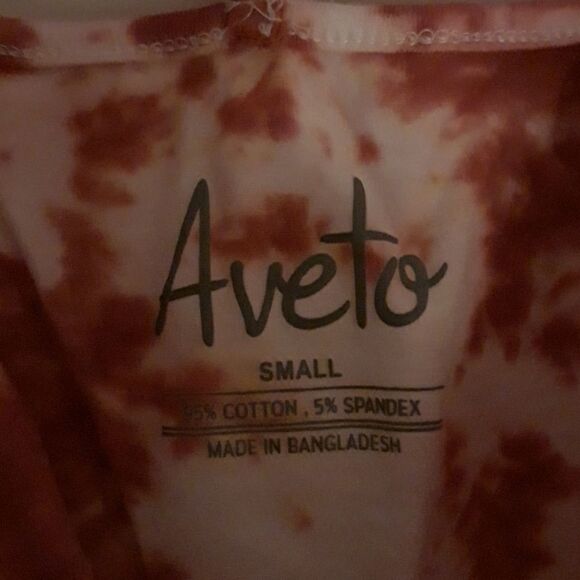 Aveto
SMALL
95% COTTON , 5% SPANDEX
MADE IN BANGLADESH